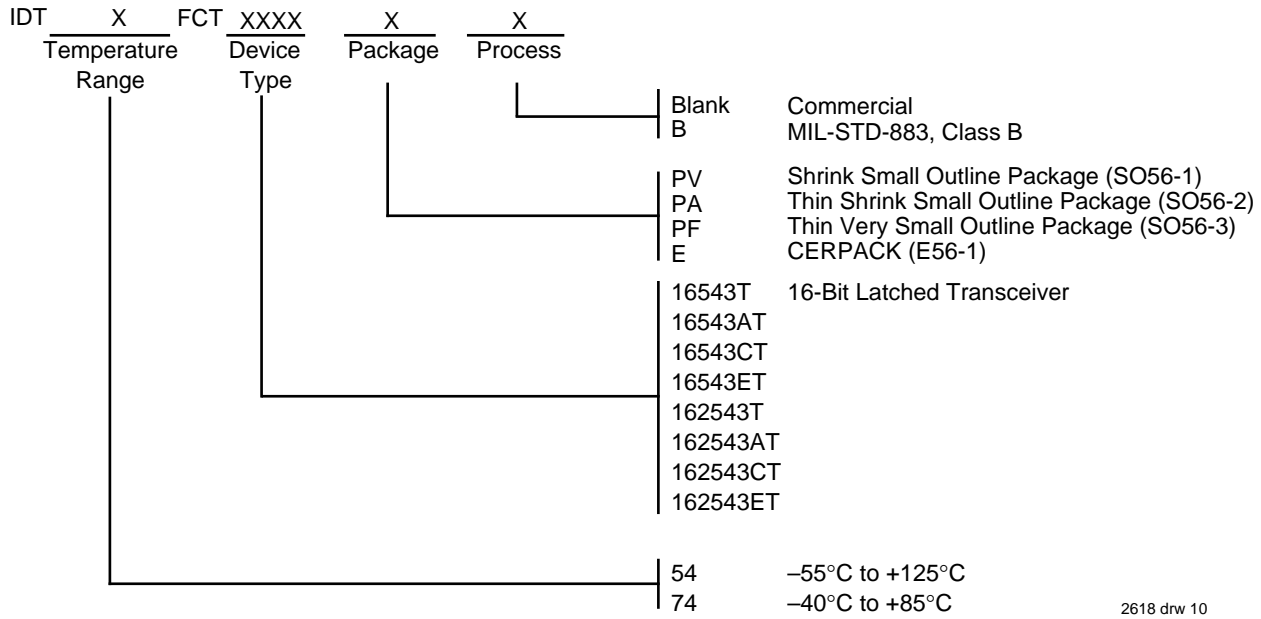 IDT X FCT XXXX X X
Temperature Device Package Process
Range Type
Blank Commercial
B MIL-STD-883, Class B
PV Shrink Small Outline Package (SO56-1)
PA Thin Shrink Small Outline Package (SO56-2)
PF Thin Very Small Outline Package (SO56-3)
E CERPACK (E56-1)
16543T 16-Bit Latched Transceiver
16543AT
16543CT
16543ET
162543T
162543AT
162543CT
162543ET
54 –55°C to +125°C
74 –40°C to +85°C
2618 drw 10